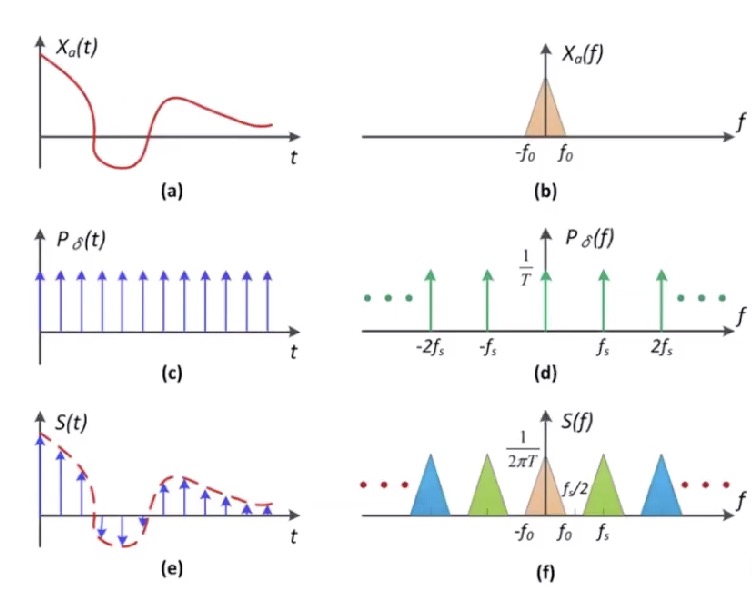 Xₐ(t)
t
(a)
Xₐ(f)
f
-f₀ f₀
(b)
P𝛿(t)
t
(c)
P𝛿(f)
1/T
f
-2fₛ -fₛ fₛ 2fₛ
(d)
S(t)
t
(e)
S(f)
1/2πT
fₛ/2
f
-f₀ f₀ fₛ
(f)